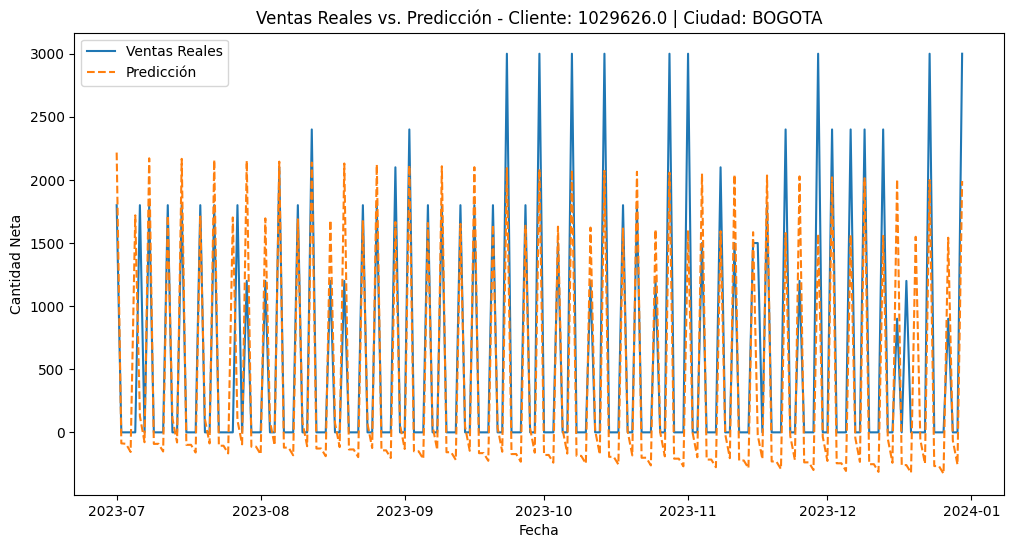 Ventas Reales vs. Predicción - Cliente: 1029626.0 | Ciudad: BOGOTA
Ventas Reales
Predicción
Cantidad Neta
3000
2500
2000
1500
1000
500
0
2023-07
2023-08
2023-09
2023-10
2023-11
2023-12
2024-01
Fecha